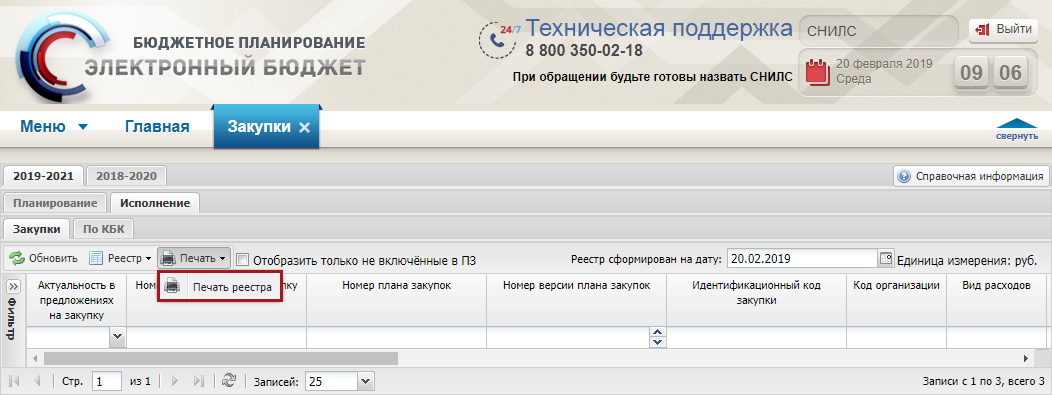 БЮДЖЕТНОЕ ПЛАНИРОВАНИЕ
ЭЛЕКТРОННЫЙ БЮДЖЕТ
24/7 Техническая поддержка
8 800 350-02-18
При обращении будьте готовы назвать СНИЛС
СНИЛС
Выйти
20 февраля 2019
Среда
09 06
Меню Главная Закупки
свернуть
2019-2021 2018-2020
Справочная информация
Планирование Исполнение
Закупки По КБК
Обновить Реестр Печать Отобразить только не включённые в ПЗ Реестр сформирован на дату: 20.02.2019 Единица измерения: руб.
Печать реестра
Фильтр
Актуальность в предложениях на закупку
Номер плана закупок
Номер версии плана закупок
Идентификационный код закупки
Код организации
Вид расходов
Стр. 1 из 1 Записей: 25 Записи с 1 по 3, всего 3